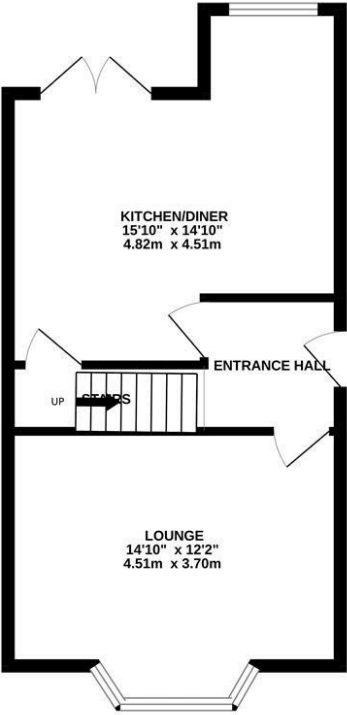 KITCHEN/DINER
15'10" x 14'10"
4.82m x 4.51m
ENTRANCE HALL
UP
STAIRS
LOUNGE
14'10" x 12'2”
4.51m x 3.70m